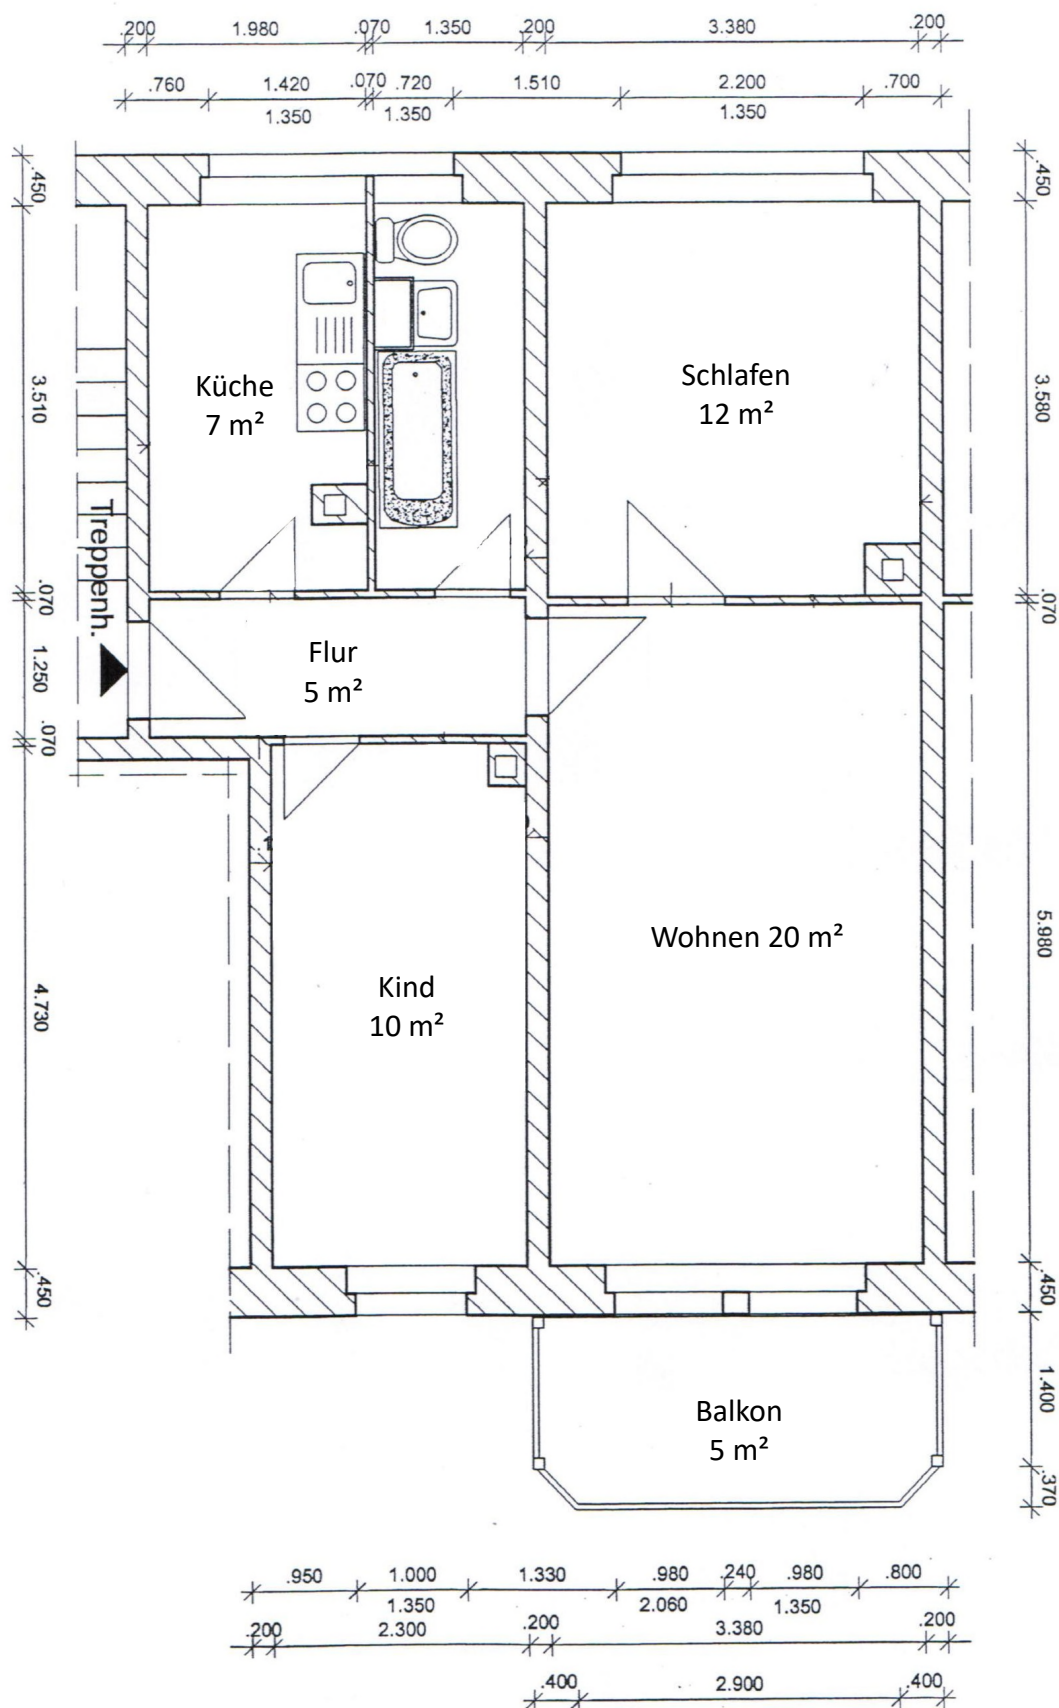 .200 1.980 .070 1.350 .200 3.380 .200
.760 1.420 .070 .720 1.510 2.200 .700
1.350 1.350 1.350
.450
3.510
.070
1.250
.070
4.730
.450
.450
3.580
.070
5.980
.450
1.400
.370
Küche
7 m²
Schlafen
12 m²
Treppenh.
Flur
5 m²
Wohnen 20 m²
Kind
10 m²
Balkon
5 m²
.950 1.000 1.330 .980 .240 .980 .800
1.350 2.060 1.350
.200 2.300 .200 3.380 .200
.400 2.900 .400